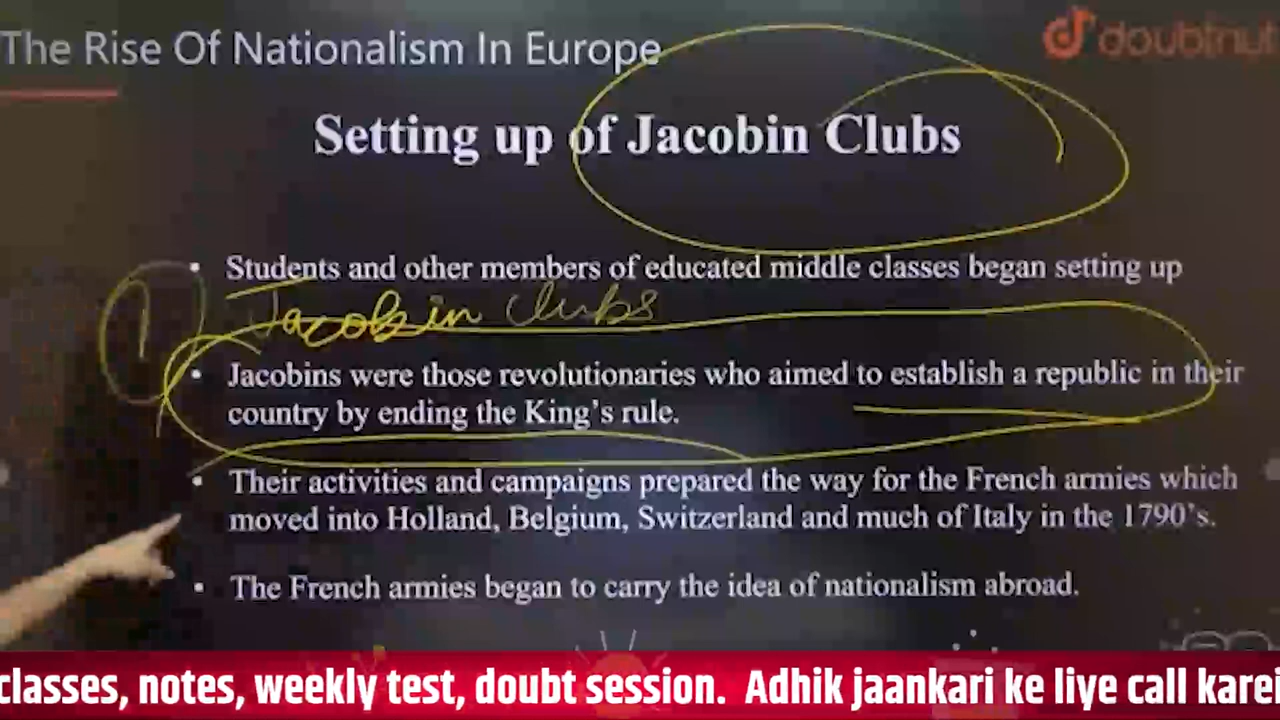 The Rise Of Nationalism In Europe
doubtnut
Setting up of Jacobin Clubs
• Students and other members of educated middle classes began setting up
Jacobin Clubs
• Jacobins were those revolutionaries who aimed to establish a republic in their
country by ending the King's rule.
• Their activities and campaigns prepared the way for the French armies which
moved into Holland, Belgium, Switzerland and much of Italy in the 1790's.
• The French armies began to carry the idea of nationalism abroad.
classes, notes, weekly test, doubt session. Adhik jaankari ke liye call karei